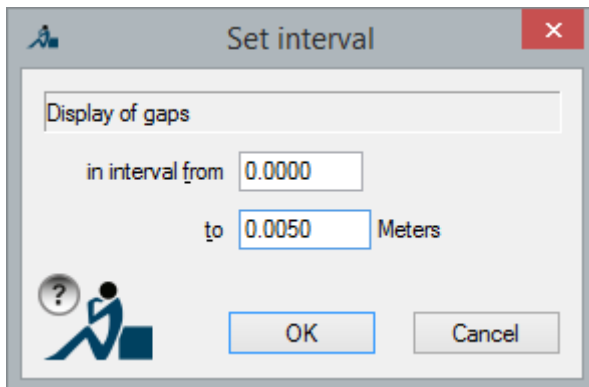 Set interval
Display of gaps
in interval from 0.0000
to 0.0050 Meters
?
OK Cancel